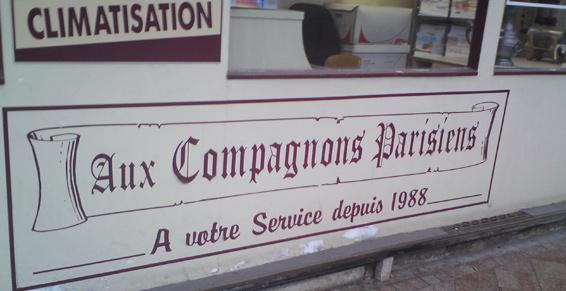 CLIMATISATION
Aux Compagnons Parisiens
A votre Service depuis 1988